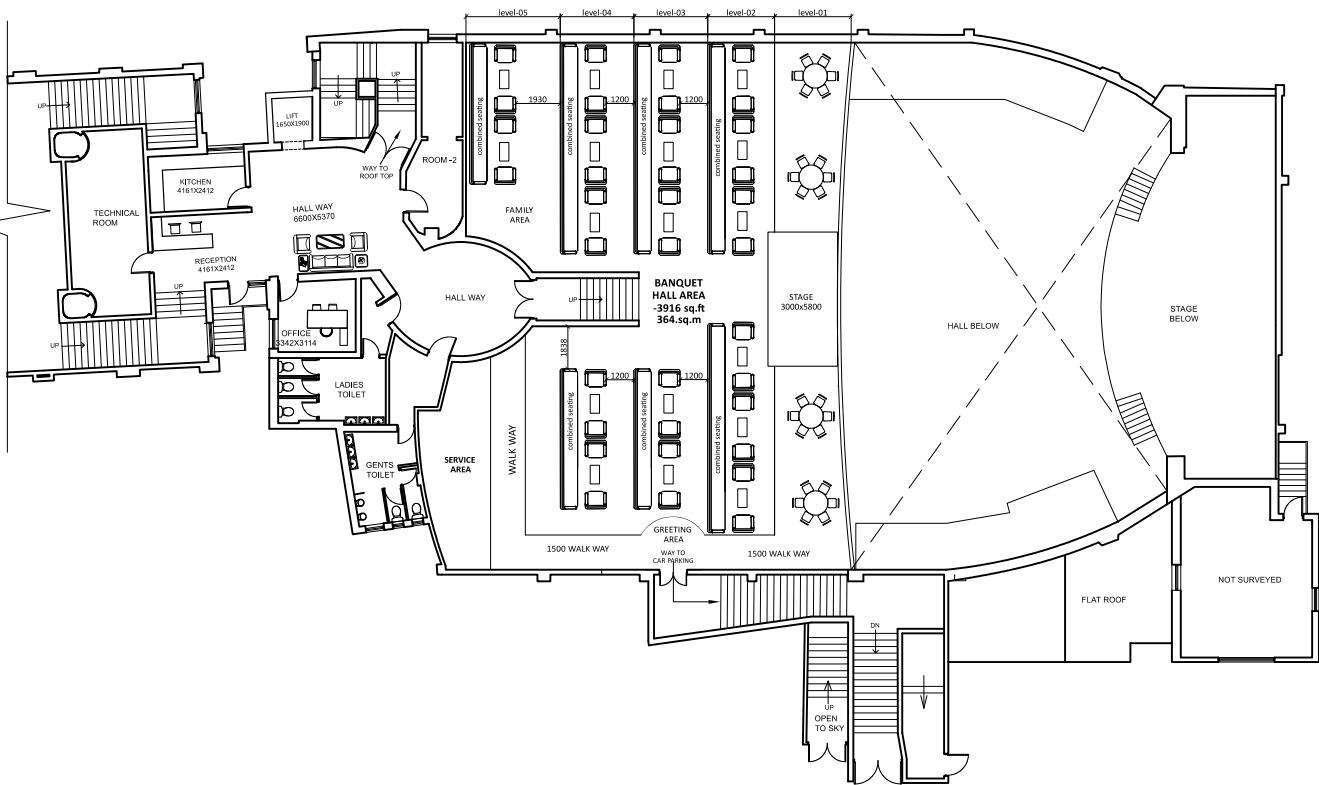 level-05
level-04
level-03
level-02
level-01
UP
UP
UP
1930
1200
1200
LIFT
1650X1900
combined seating
combined seating
combined seating
combined seating
ROOM-2
WAY TO
ROOF TOP
KITCHEN
4161X2412
TECHNICAL
ROOM
HALL WAY
6600X5370
FAMILY
AREA
RECEPTION
4161X2412
UP
HALL WAY
UP
BANQUET
HALL AREA
-3916 sq.ft
364.sq.m
STAGE
3000x5800
HALL BELOW
STAGE
BELOW
OFFICE
3342X3114
UP
1838
1200
1200
LADIES
TOILET
combined seating
combined seating
combined seating
WALK WAY
SERVICE
AREA
GENTS
TOILET
GREETING
AREA
1500 WALK WAY
WAY TO
CAR PARKING
1500 WALK WAY
NOT SURVEYED
FLAT ROOF
DN
UP
OPEN
TO SKY